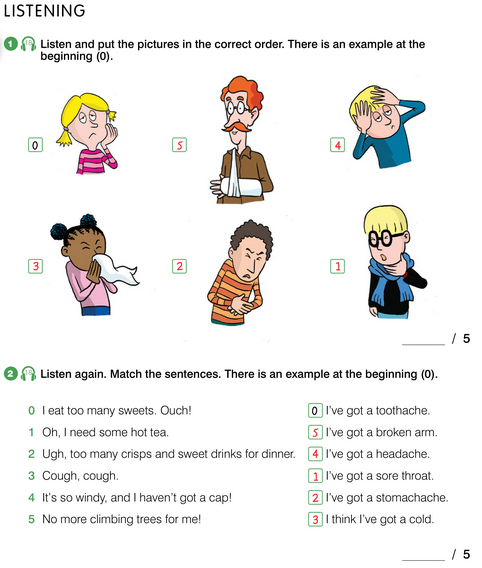 LISTENING
1 18 Listen and put the pictures in the correct order. There is an example at the
beginning (0).
0 5 4
3 2 1
______ / 5
2 18 Listen again. Match the sentences. There is an example at the beginning (0).
0 I eat too many sweets. Ouch! 0 I've got a toothache.
1 Oh, I need some hot tea. 5 I've got a broken arm.
2 Ugh, too many crisps and sweet drinks for dinner. 4 I've got a headache.
3 Cough, cough. 1 I've got a sore throat.
4 It's so windy, and I haven't got a cap! 2 I've got a stomachache.
5 No more climbing trees for me! 3 I think I've got a cold.
______ / 5